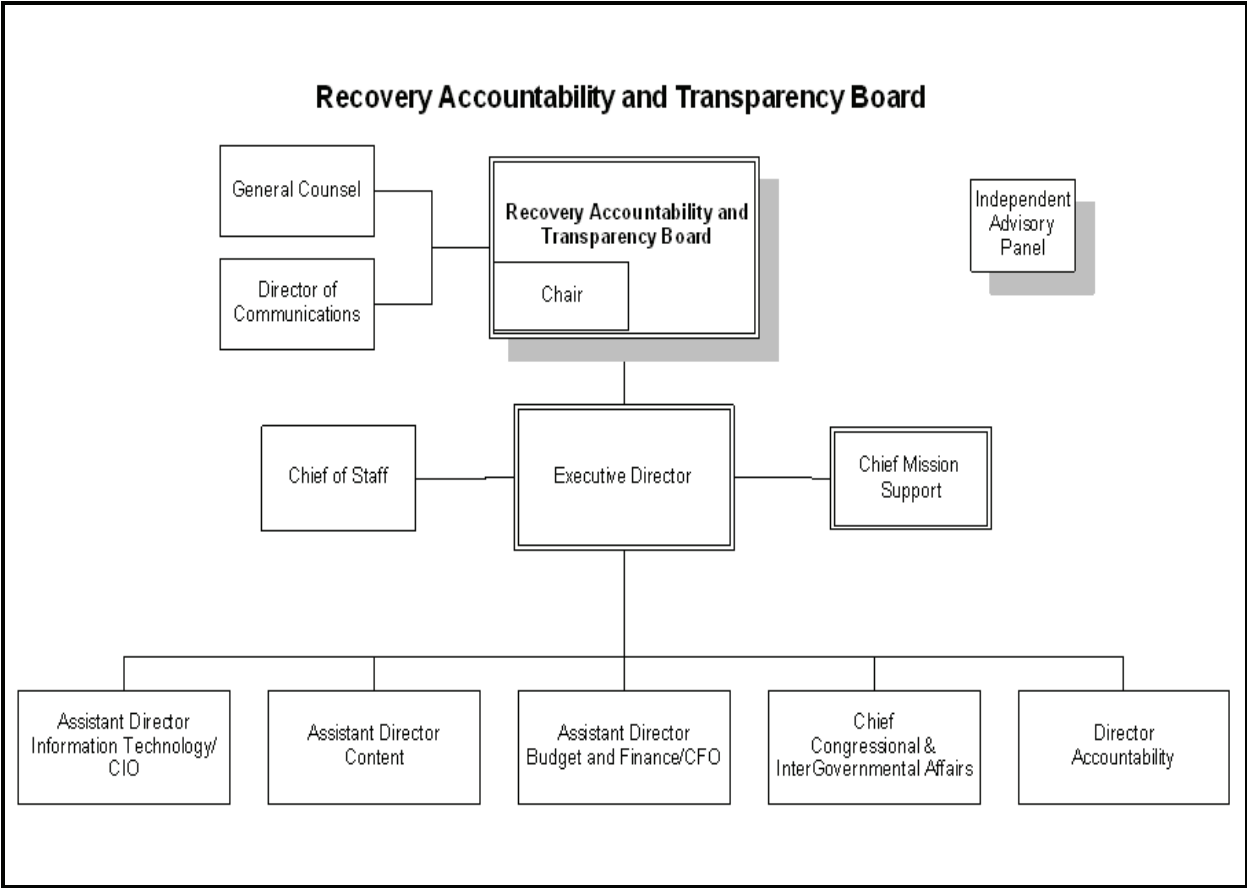 Recovery Accountability and Transparency Board
General Counsel
Recovery Accountability and
Transparency Board
Independent
Advisory
Panel
Director of
Communications
Chair
Chief of Staff
Executive Director
Chief Mission
Support
Assistant Director
Information Technology/
CIO
Assistant Director
Content
Assistant Director
Budget and Finance/CFO
Chief
Congressional &
InterGovernmental Affairs
Director
Accountability